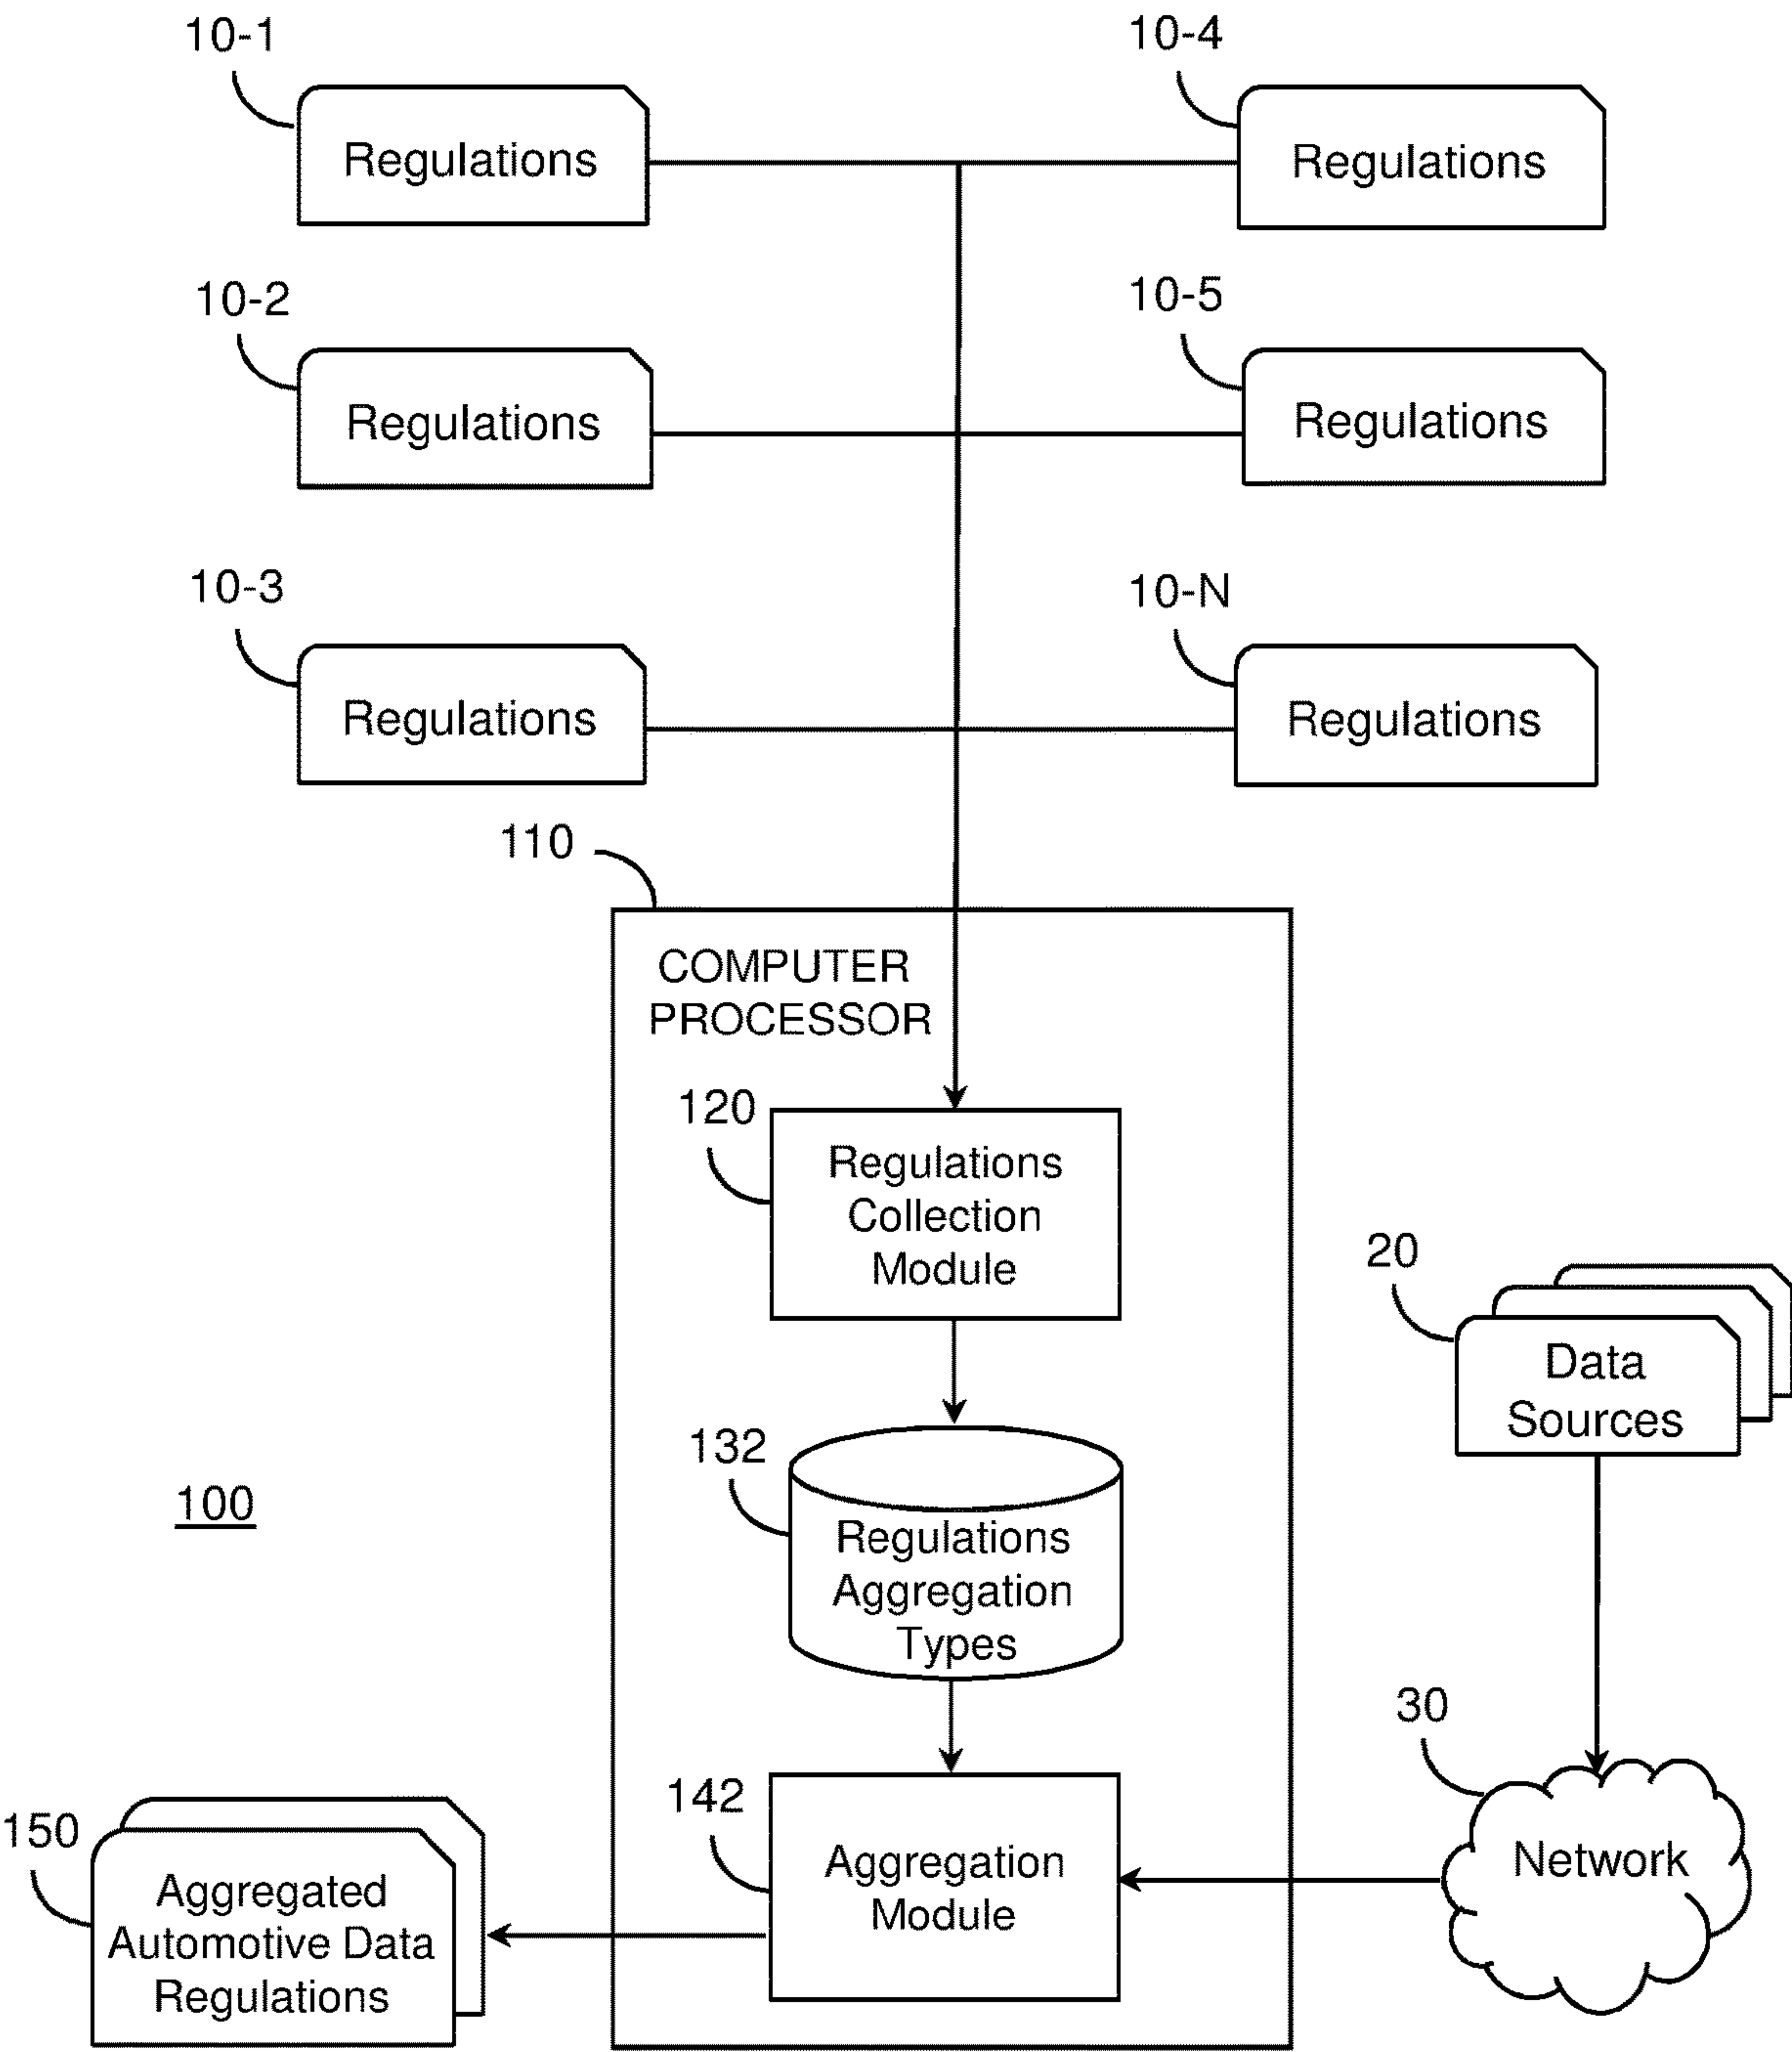 10-1
10-4
Regulations
Regulations
10-2
10-5
Regulations
Regulations
10-3
10-N
Regulations
Regulations
110
COMPUTER
PROCESSOR
120
Regulations
Collection
Module
20
Data
Sources
132
Regulations
Aggregation
Types
100
30
Network
142
Aggregation
Module
150
Aggregated
Automotive Data
Regulations